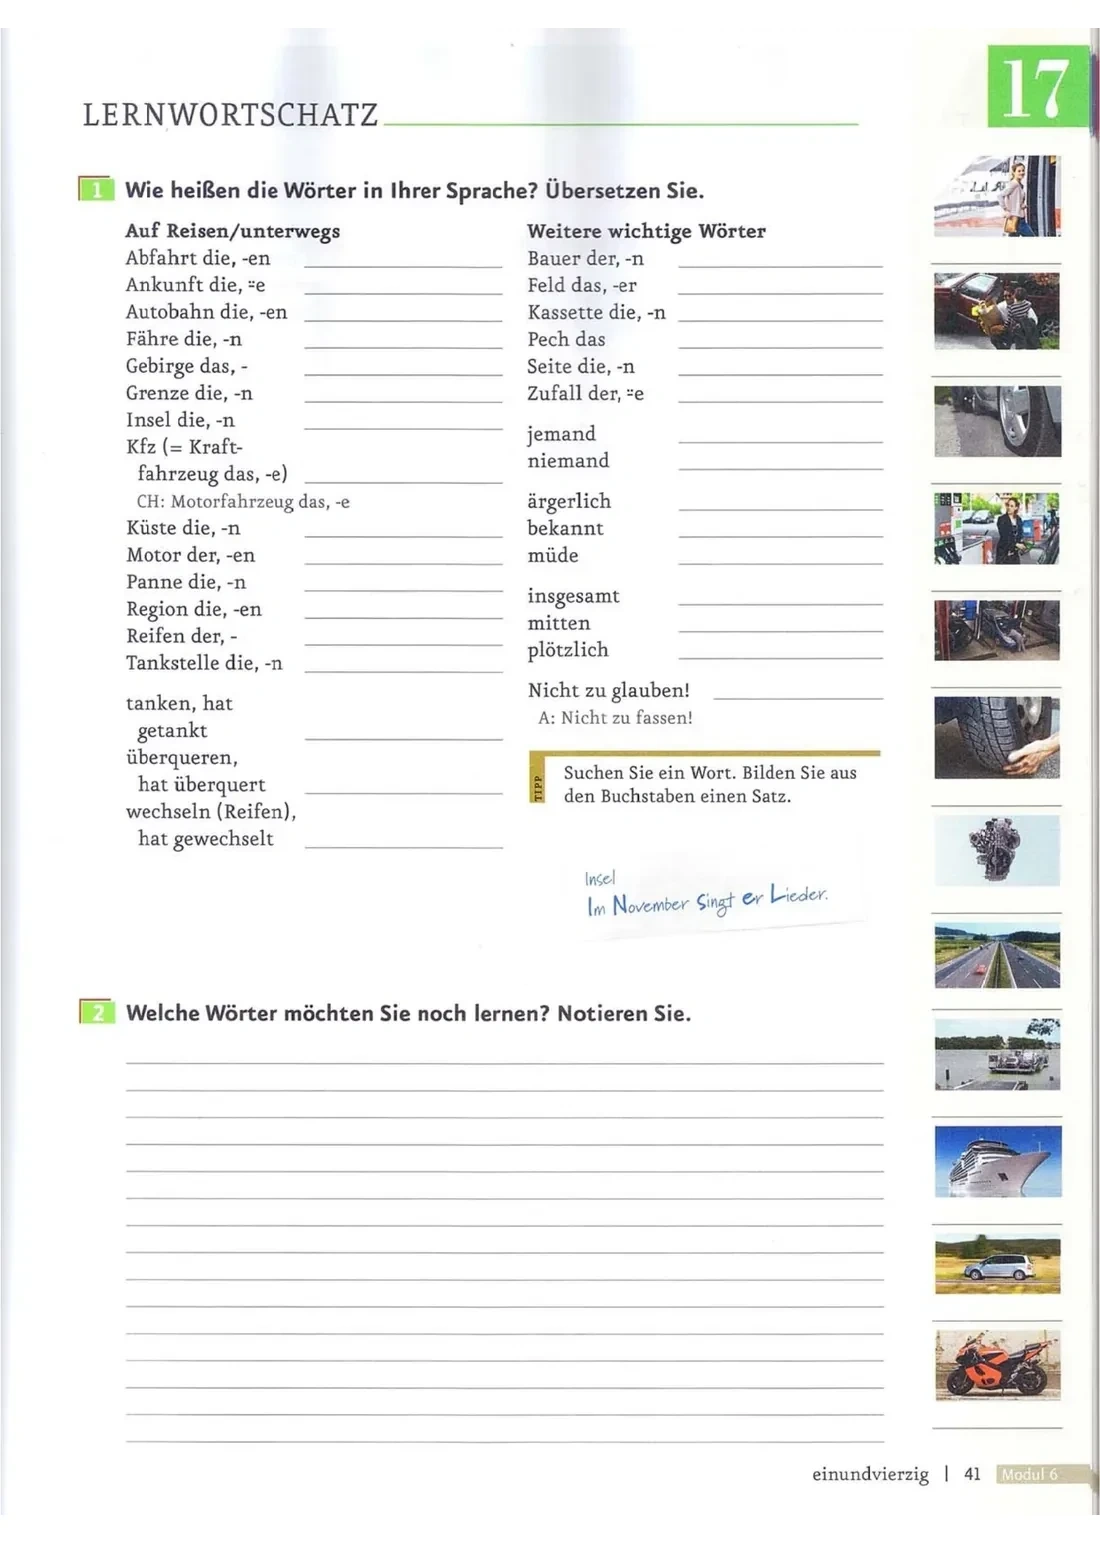 17
LERNWORTSCHATZ
1 Wie heißen die Wörter in Ihrer Sprache? Übersetzen Sie.
Auf Reisen/unterwegs
Abfahrt die, -en
Ankunft die, ⸚e
Autobahn die, -en
Fähre die, -n
Gebirge das, -
Grenze die, -n
Insel die, -n
Kfz (= Kraft-
fahrzeug das, -e)
CH: Motorfahrzeug das, -e
Küste die, -n
Motor der, -en
Panne die, -n
Region die, -en
Reifen der, -
Tankstelle die, -n
tanken, hat
getankt
überqueren,
hat überquert
wechseln (Reifen),
hat gewechselt
Weitere wichtige Wörter
Bauer der, -n
Feld das, -er
Kassette die, -n
Pech das
Seite die, -n
Zufall der, ⸚e
jemand
niemand
ärgerlich
bekannt
müde
insgesamt
mitten
plötzlich
Nicht zu glauben!
A: Nicht zu fassen!
TIPP
Suchen Sie ein Wort. Bilden Sie aus
den Buchstaben einen Satz.
Insel
Im November singt er Lieder.
2 Welche Wörter möchten Sie noch lernen? Notieren Sie.
einundvierzig | 41 Modul 6